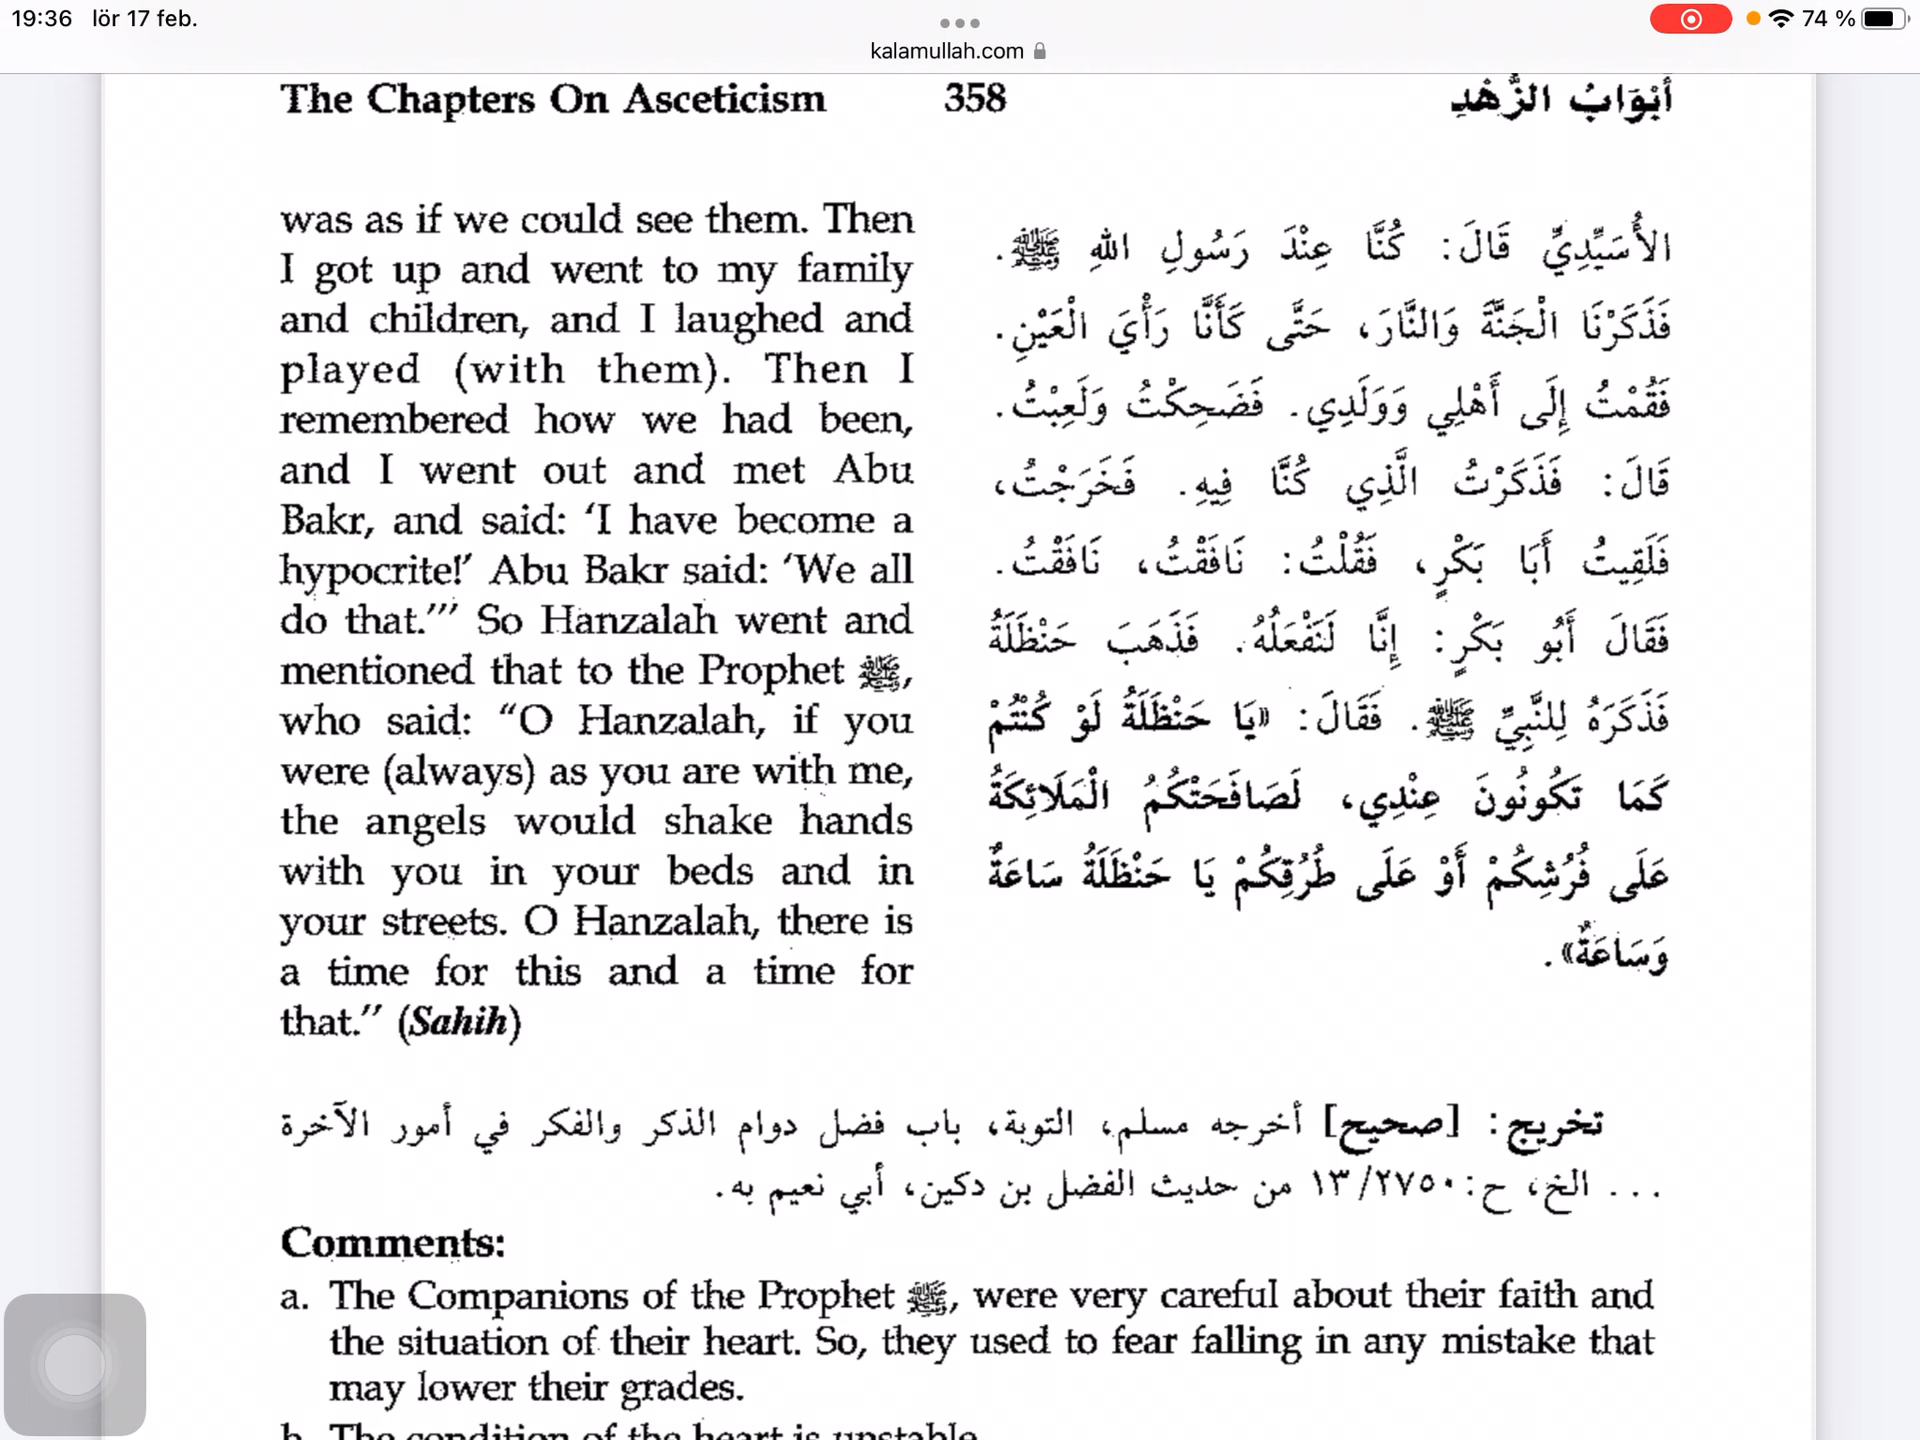 19:36 lör 17 feb.
74 %
kalamullah.com
The Chapters On Asceticism 358 أَبْوَابُ الزُّهْدِ
was as if we could see them. Then
I got up and went to my family
and children, and I laughed and
played (with them). Then I
remembered how we had been,
and I went out and met Abu
Bakr, and said: ‘I have become a
hypocrite!’ Abu Bakr said: ‘We all
do that.’” So Hanzalah went and
mentioned that to the Prophet ﷺ,
who said: “O Hanzalah, if you
were (always) as you are with me,
the angels would shake hands
with you in your beds and in
your streets. O Hanzalah, there is
a time for this and a time for
that.” (Sahih)
الأُسَيِّدِيِّ قَالَ: كُنَّا عِنْدَ رَسُولِ اللهِ ﷺ.
فَذَكَرْنَا الْجَنَّةَ وَالنَّارَ، حَتَّى كَأَنَّا رَأْيَ الْعَيْنِ.
فَقُمْتُ إِلَى أَهْلِي وَوَلَدِي. فَضَحِكْتُ وَلَعِبْتُ.
قَالَ: فَذَكَرْتُ الَّذِي كُنَّا فِيهِ. فَخَرَجْتُ،
فَلَقِيتُ أَبَا بَكْرٍ، فَقُلْتُ: نَافَقْتُ، نَافَقْتُ.
فَقَالَ أَبُو بَكْرٍ: إِنَّا لَنَفْعَلُهُ. فَذَهَبَ حَنْظَلَةُ
فَذَكَرَهُ لِلنَّبِيِّ ﷺ. فَقَالَ: «يَا حَنْظَلَةُ لَوْ كُنْتُمْ
كَمَا تَكُونُونَ عِنْدِي، لَصَافَحَتْكُمُ الْمَلَائِكَةُ
عَلَى فُرُشِكُمْ أَوْ عَلَى طُرُقِكُمْ يَا حَنْظَلَةُ سَاعَةٌ
وَسَاعَةٌ».
تخريج: [صحيح] أخرجه مسلم، التوبة، باب فضل دوام الذكر والفكر في أمور الآخرة
... الخ، ح: ٢٧٥٠/ ١٣ من حديث الفضل بن دكين، أبي نعيم به.
Comments:
a. The Companions of the Prophet ﷺ, were very careful about their faith and
the situation of their heart. So, they used to fear falling in any mistake that
may lower their grades.
b. The condition of the heart is unstable